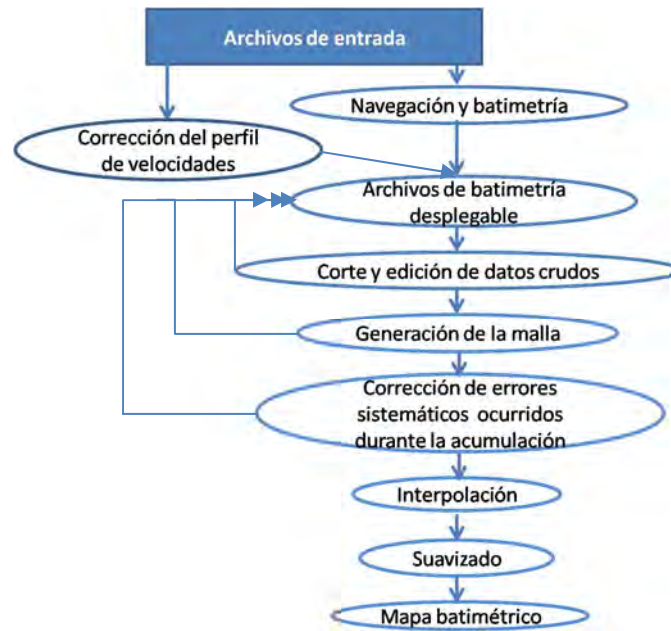 Archivos de entrada
Navegación y batimetría
Corrección del perfil
de velocidades
Archivos de batimetría
desplegable
Corte y edición de datos crudos
Generación de la malla
Corrección de errores
sistemáticos ocurridos
durante la acumulación
Interpolación
Suavizado
Mapa batimétrico